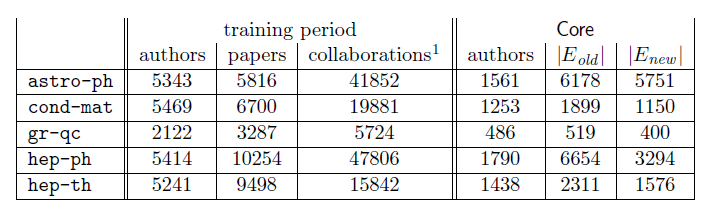 training period Core
authors papers collaborations¹ authors |E_old| |E_new|
astro-ph 5343 5816 41852 1561 6178 5751
cond-mat 5469 6700 19881 1253 1899 1150
gr-qc 2122 3287 5724 486 519 400
hep-ph 5414 10254 47806 1790 6654 3294
hep-th 5241 9498 15842 1438 2311 1576